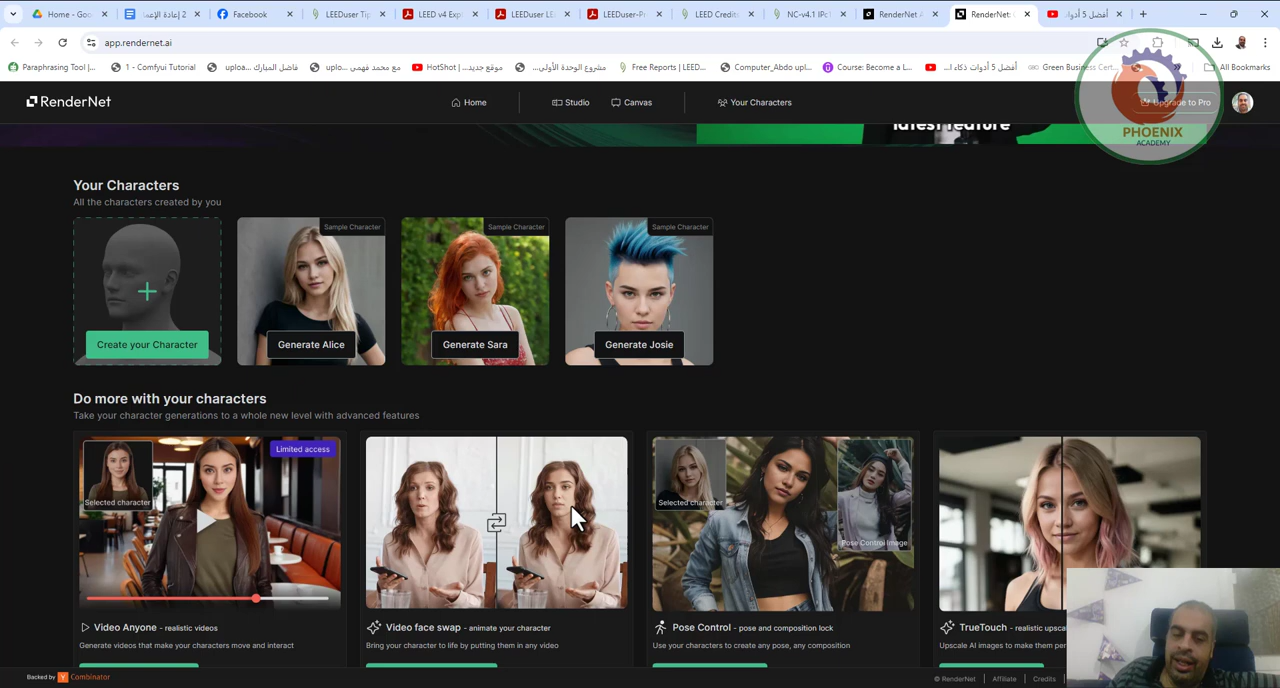 Home - Goo
2 إعادة الإعما
Facebook
LEEDuser Tip
LEED v4 Exp
LEEDuser LE
LEEDuser-Pr
LEED Credits
NC-v4.1 IPc1
RenderNet A
RenderNet:
أفضل 5 أدوات
app.rendernet.ai
Paraphrasing Tool |...
1 - Comfyui Tutorial
فاضل المبارك ...uploa
مع محمد فهمي ...uplo
موقع جديد HotShot
مشروع الوحدة الأولى...
Free Reports | LEED...
Computer_Abdo upl...
Course: Become a L...
أفضل 5 أدوات ذكاء ا...
Green Business Cert...
All Bookmarks
RenderNet
Home
Studio
Canvas
Your Characters
Upgrade to Pro
PHOENIX
ACADEMY
latest feature
Your Characters
All the characters created by you
Sample Character
Sample Character
Sample Character
Create your Character
Generate Alice
Generate Sara
Generate Josie
Do more with your characters
Take your character generations to a whole new level with advanced features
Limited access
Selected character
Selected character
Pose Control Image
Video Anyone - realistic videos
Generate videos that make your characters move and interact
Video face swap - animate your character
Bring your character to life by putting them in any video
Pose Control - pose and composition lock
Use your characters to create any pose, any composition
TrueTouch - realistic upsca
Upscale AI images to make them per
Backed by Y Combinator
© RenderNet
Affiliate
Credits